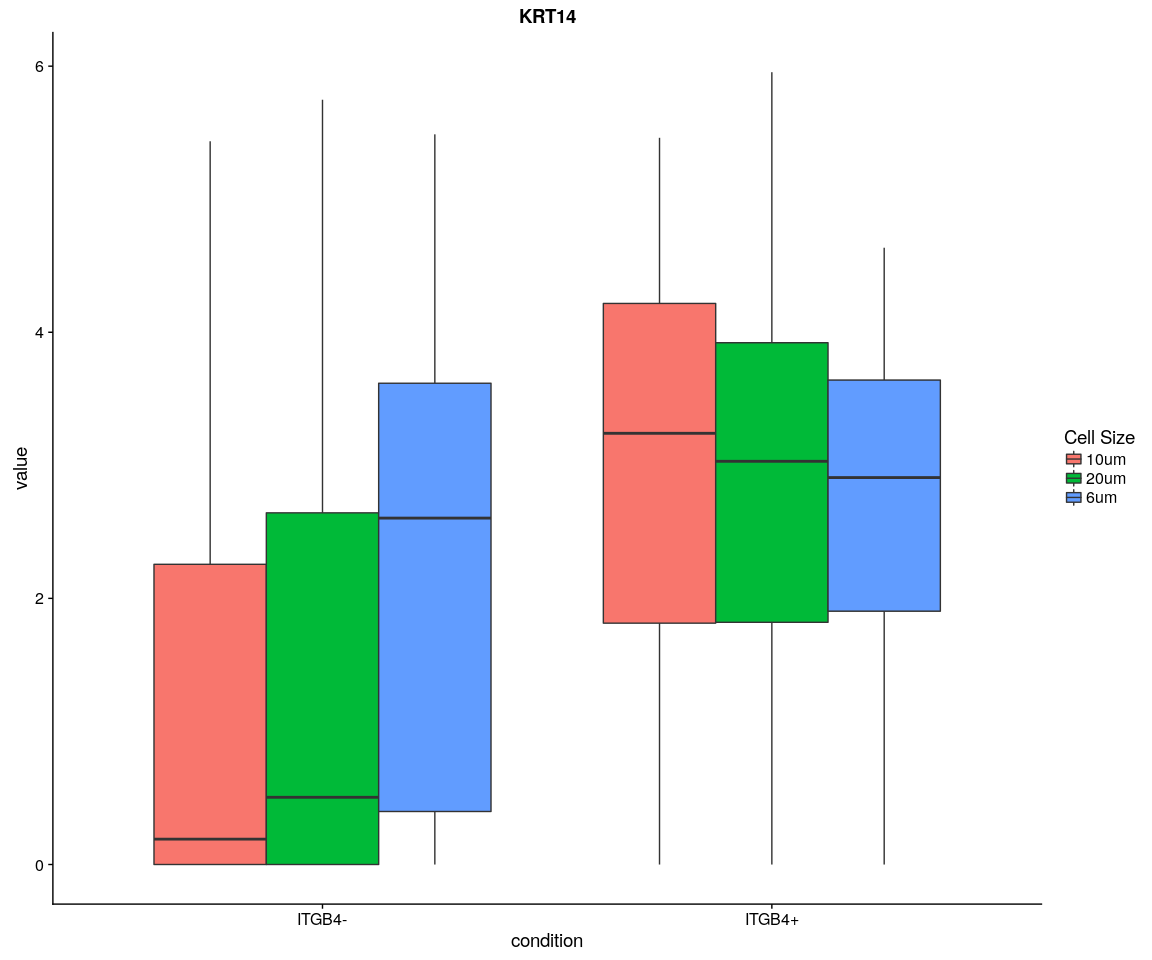 KRT14
6
4
2
0
value
ITGB4-
ITGB4+
condition
Cell Size
10um
20um
6um